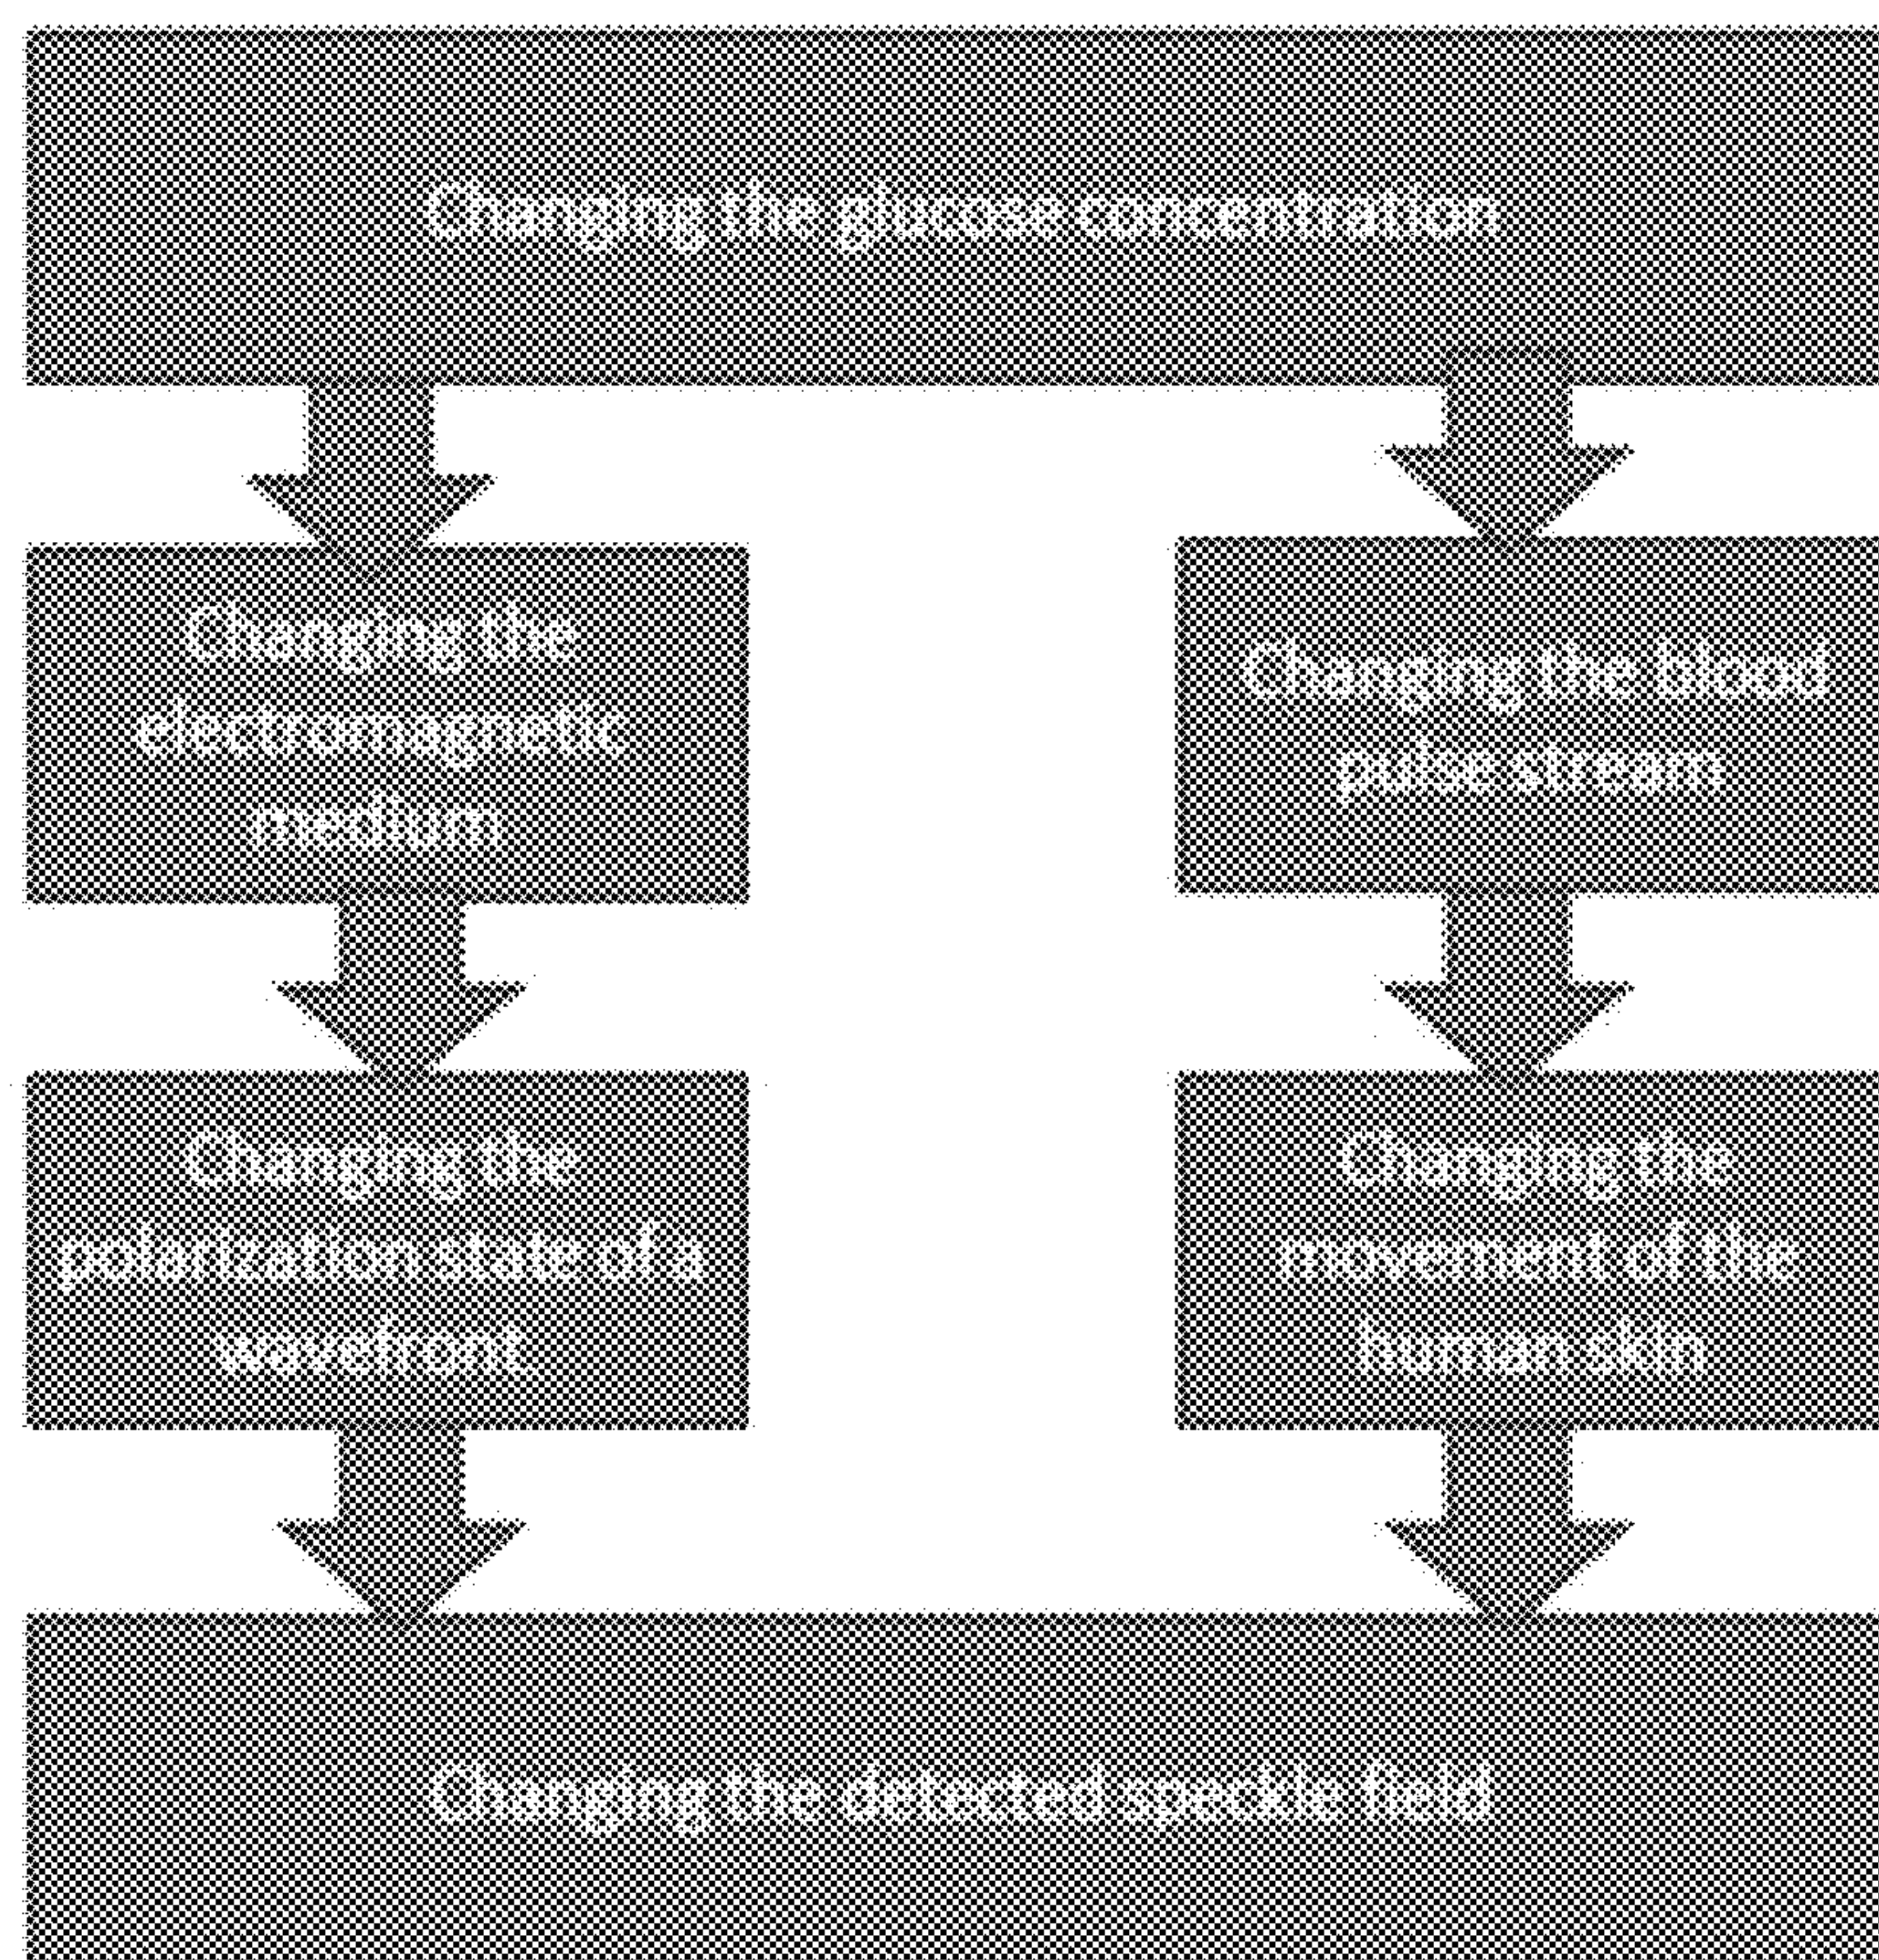 Changing the glucose concentration
Changing the
electromagnetic
medium
Changing the blood
pulse stream
Changing the
polarization state of a
wavefront
Changing the
movement of the
human skin
Changing the detected speckle field